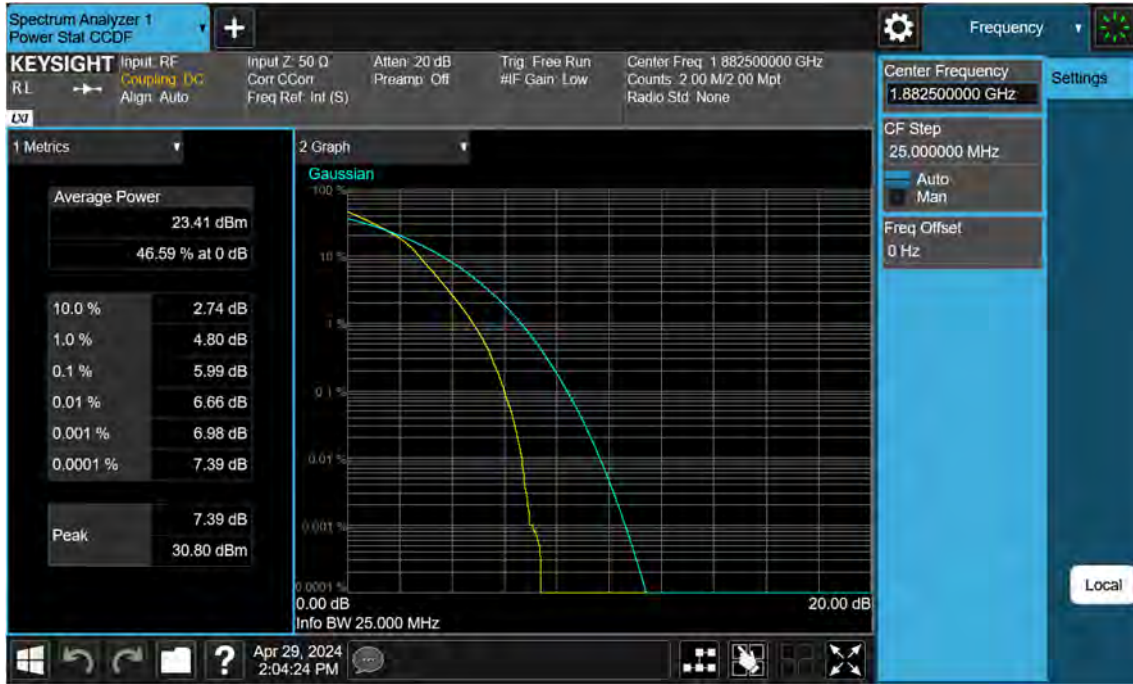 Spectrum Analyzer 1
Power Stat CCDF
+
Frequency
KEYSIGHT
RL
LXI
Input: RF
Coupling: DC
Align: Auto
Input Z: 50 Ω
Corr CCorr
Freq Ref: Int (S)
Atten: 20 dB
Preamp: Off
Trig: Free Run
#IF Gain: Low
Center Freq: 1.882500000 GHz
Counts: 2.00 M/2.00 Mpt
Radio Std: None
Center Frequency
1.882500000 GHz
Settings
CF Step
25.000000 MHz
Auto
Man
Freq Offset
0 Hz
Local
1 Metrics
Average Power
23.41 dBm
46.59 % at 0 dB
10.0 % 2.74 dB
1.0 % 4.80 dB
0.1 % 5.99 dB
0.01 % 6.66 dB
0.001 % 6.98 dB
0.0001 % 7.39 dB
Peak
7.39 dB
30.80 dBm
2 Graph
Gaussian
100 %
10 %
1 %
0.1 %
0.01 %
0.001 %
0.0001 %
0.00 dB
20.00 dB
Info BW 25.000 MHz
?
Apr 29, 2024
2:04:24 PM